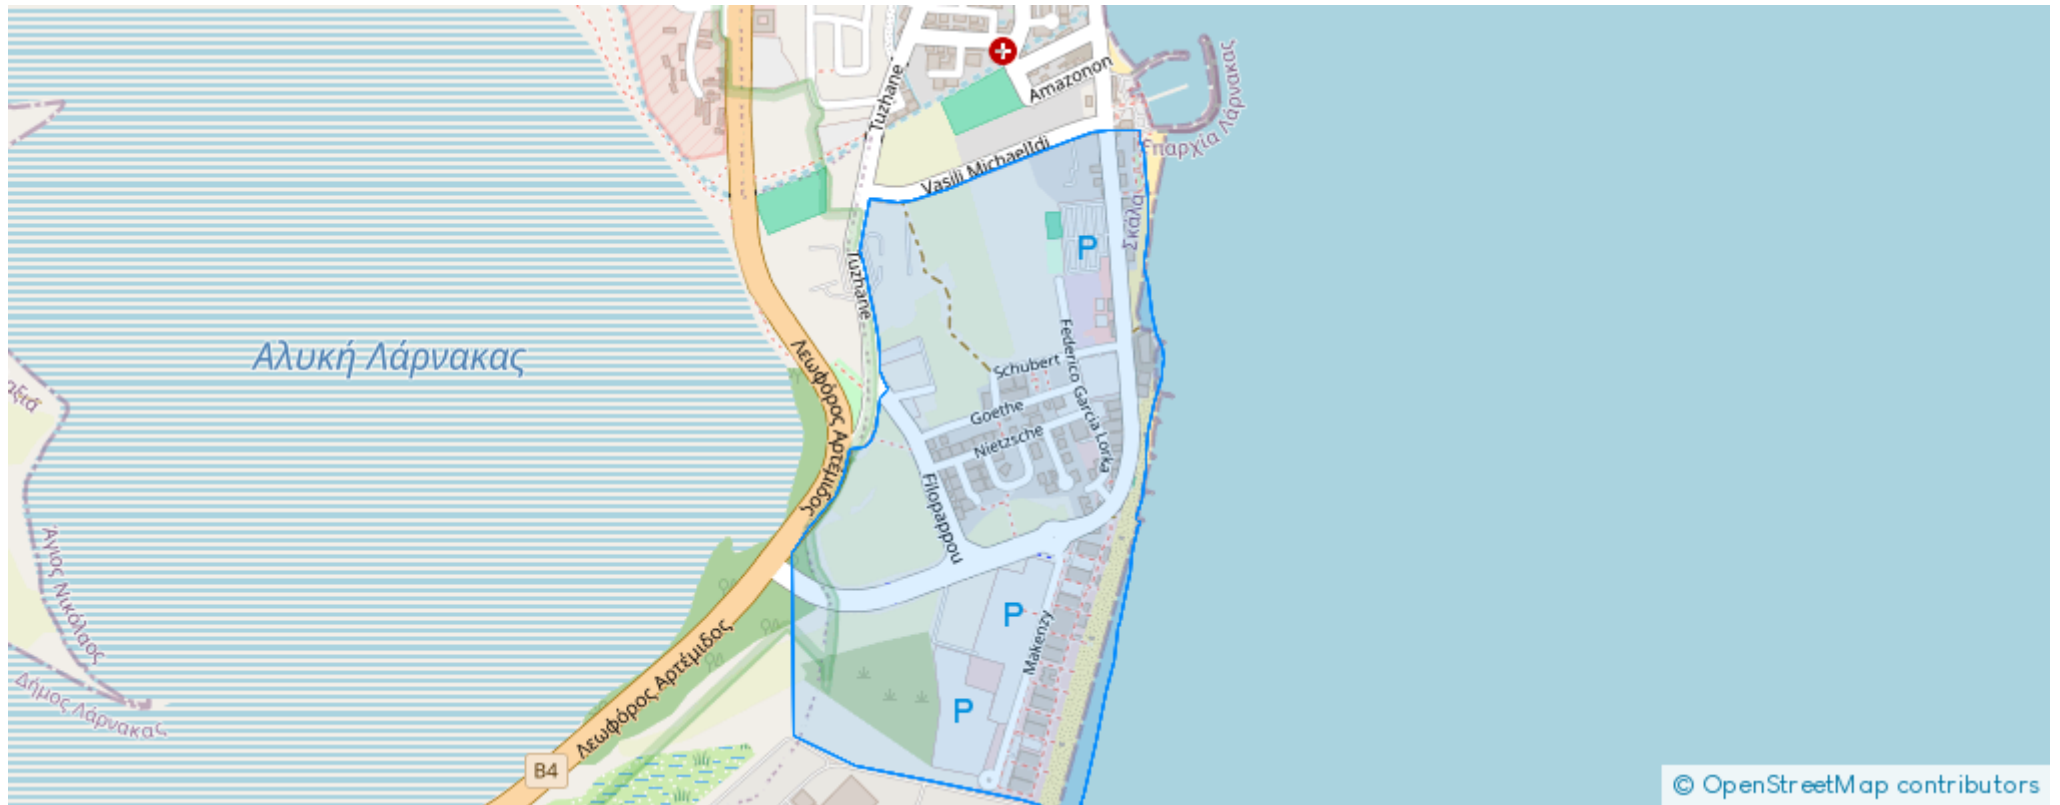 Επαρχία Λάρνακας
Amazonon
Tuzhane
Vasili MichaelIdi
Σκάλα
P
Tuzhane
Αλυκή Λάρνακας
Λεωφόρος Αρτέμιδος
Schubert
Federico Garcia Lorka
Goethe
Nietzsche
Filopappou
Άγιος Νικόλαος
P
Makenzy
Λεωφόρος Αρτέμιδος
Δήμος Λάρνακας
P
B4
© OpenStreetMap contributors